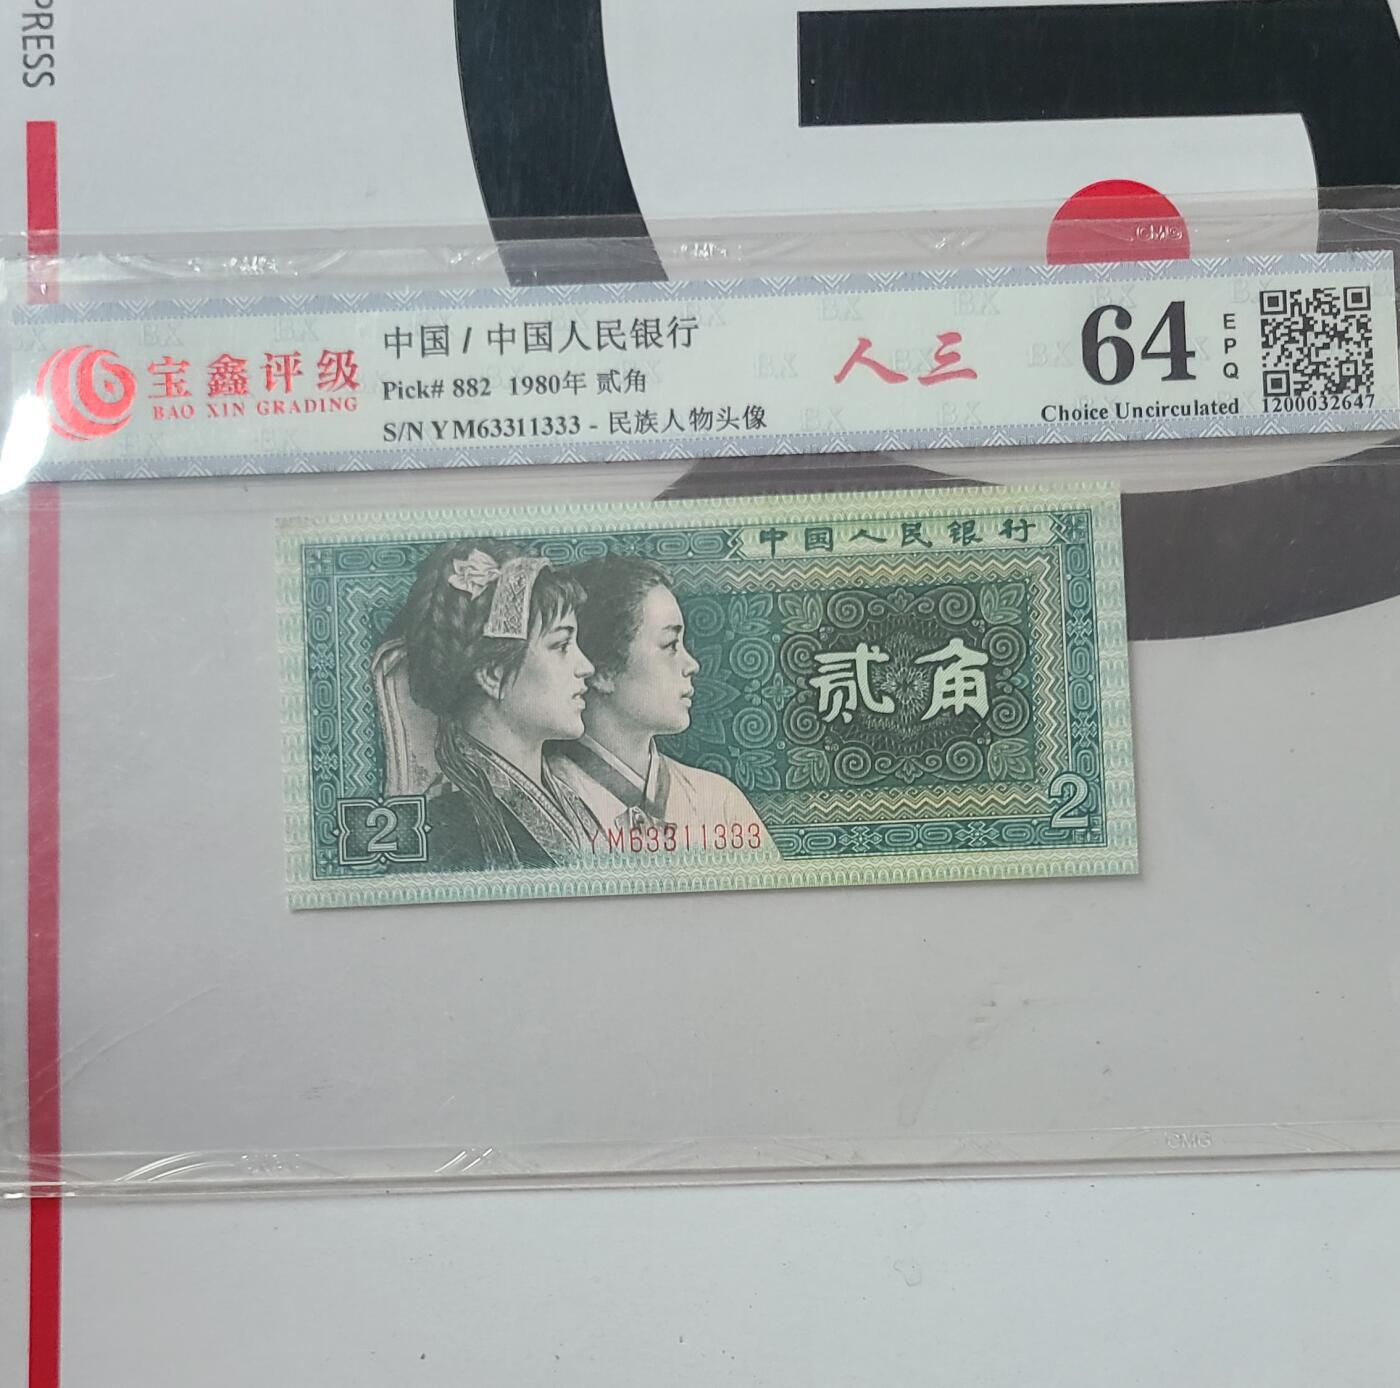 PRESS
CMG
宝鑫评级
BAO XIN GRADING
中国 / 中国人民银行
Pick# 882 1980年 贰角
S/N YM63311333 - 民族人物头像
人三
64
EPQ
Choice Uncirculated
1200032647
中国人民银行
贰角
2
2
YM63311333
CMG